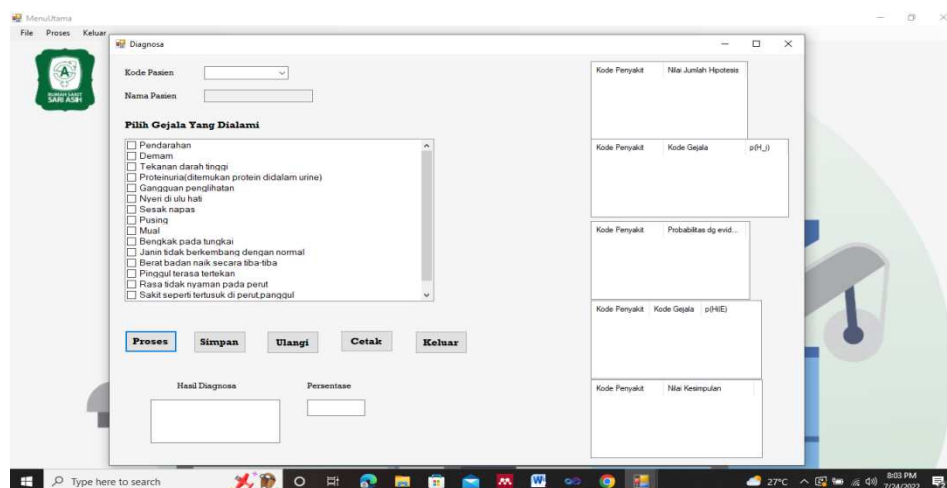 MenuUtama
File Proses Keluar
RUMAH SAKIT
SARI ASIH
Diagnosa
Kode Pasien
Nama Pasien
Pilih Gejala Yang Dialami
Pendarahan
Demam
Tekanan darah tinggi
Proteinuria(ditemukan protein didalam urine)
Gangguan penglihatan
Nyeri di ulu hati
Sesak napas
Pusing
Mual
Bengkak pada tungkai
Janin tidak berkembang dengan normal
Berat badan naik secara tiba-tiba
Pinggul terasa tertekan
Rasa tidak nyaman pada perut
Sakit seperti tertusuk di perut,panggul
Proses Simpan Ulangi Cetak Keluar
Hasil Diagnosa Persentase
Kode Penyakit Nilai Jumlah Hipotesis
Kode Penyakit Kode Gejala p(H_i)
Kode Penyakit Probabilitas dg evid...
Kode Penyakit Kode Gejala p(Hi|E)
Kode Penyakit Nilai Kesimpulan
Type here to search
27°C
8:03 PM
7/24/2022